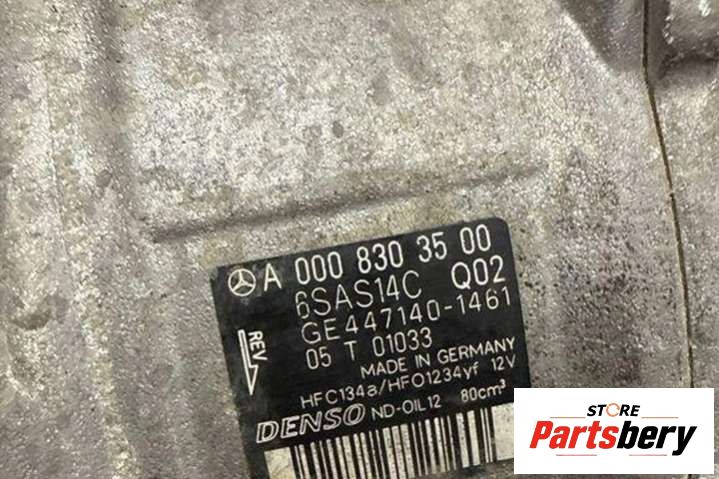 A 000 830 35 00
6SAS14C Q02
GE447140-1461
05 T 01033
REV
MADE IN GERMANY
HFC134a/HFO1234yf 12V
DENSO ND-OIL12 80cm³
STORE
Partsbery